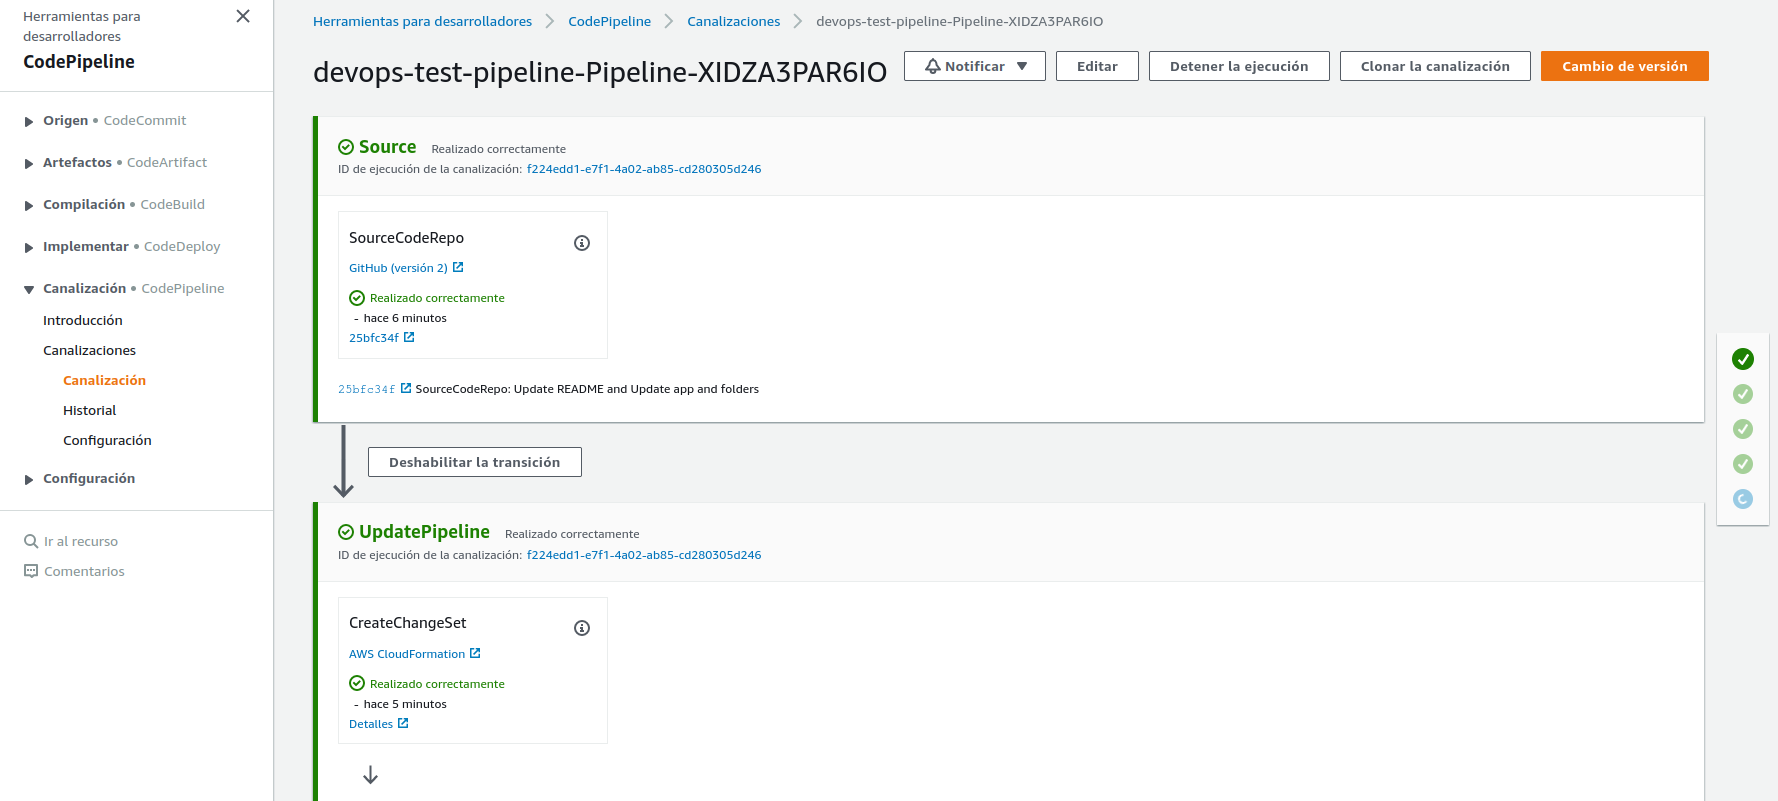 Herramientas para
desarrolladores
CodePipeline
Origen • CodeCommit
Artefactos • CodeArtifact
Compilación • CodeBuild
Implementar • CodeDeploy
Canalización • CodePipeline
Introducción
Canalizaciones
Canalización
Historial
Configuración
Configuración
Ir al recurso
Comentarios
Herramientas para desarrolladores > CodePipeline > Canalizaciones > devops-test-pipeline-Pipeline-XIDZA3PAR6IO
devops-test-pipeline-Pipeline-XIDZA3PAR6IO
Notificar
Editar
Detener la ejecución
Clonar la canalización
Cambio de versión
Source Realizado correctamente
ID de ejecución de la canalización: f224edd1-e7f1-4a02-ab85-cd280305d246
SourceCodeRepo
GitHub (versión 2)
Realizado correctamente
- hace 6 minutos
25bfc34f
25bfc34f SourceCodeRepo: Update README and Update app and folders
Deshabilitar la transición
UpdatePipeline Realizado correctamente
ID de ejecución de la canalización: f224edd1-e7f1-4a02-ab85-cd280305d246
CreateChangeSet
AWS CloudFormation
Realizado correctamente
- hace 5 minutos
Detalles